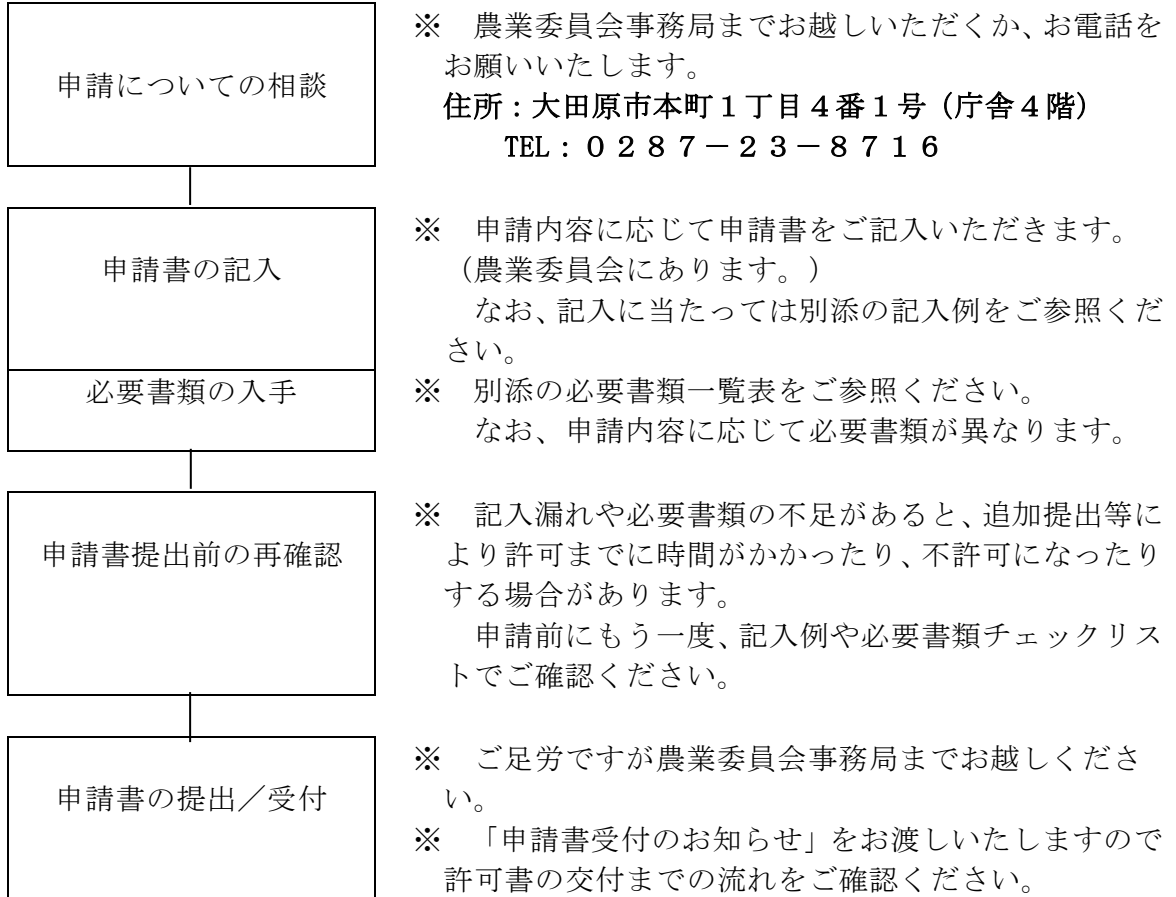 申請についての相談
※　農業委員会事務局までお越しいただくか、お電話を
お願いいたします。
住所：大田原市本町１丁目４番１号（庁舎４階）
TEL：０２８７－２３－８７１６
申請書の記入
※　申請内容に応じて申請書をご記入いただきます。
（農業委員会にあります。）
なお、記入に当たっては別添の記入例をご参照くだ
さい。
必要書類の入手
※　別添の必要書類一覧表をご参照ください。
なお、申請内容に応じて必要書類が異なります。
申請書提出前の再確認
※　記入漏れや必要書類の不足があると、追加提出等に
より許可までに時間がかかったり、不許可になったり
する場合があります。
申請前にもう一度、記入例や必要書類チェックリス
トでご確認ください。
申請書の提出／受付
※　ご足労ですが農業委員会事務局までお越しくださ
い。
※　「申請書受付のお知らせ」をお渡しいたしますので
許可書の交付までの流れをご確認ください。